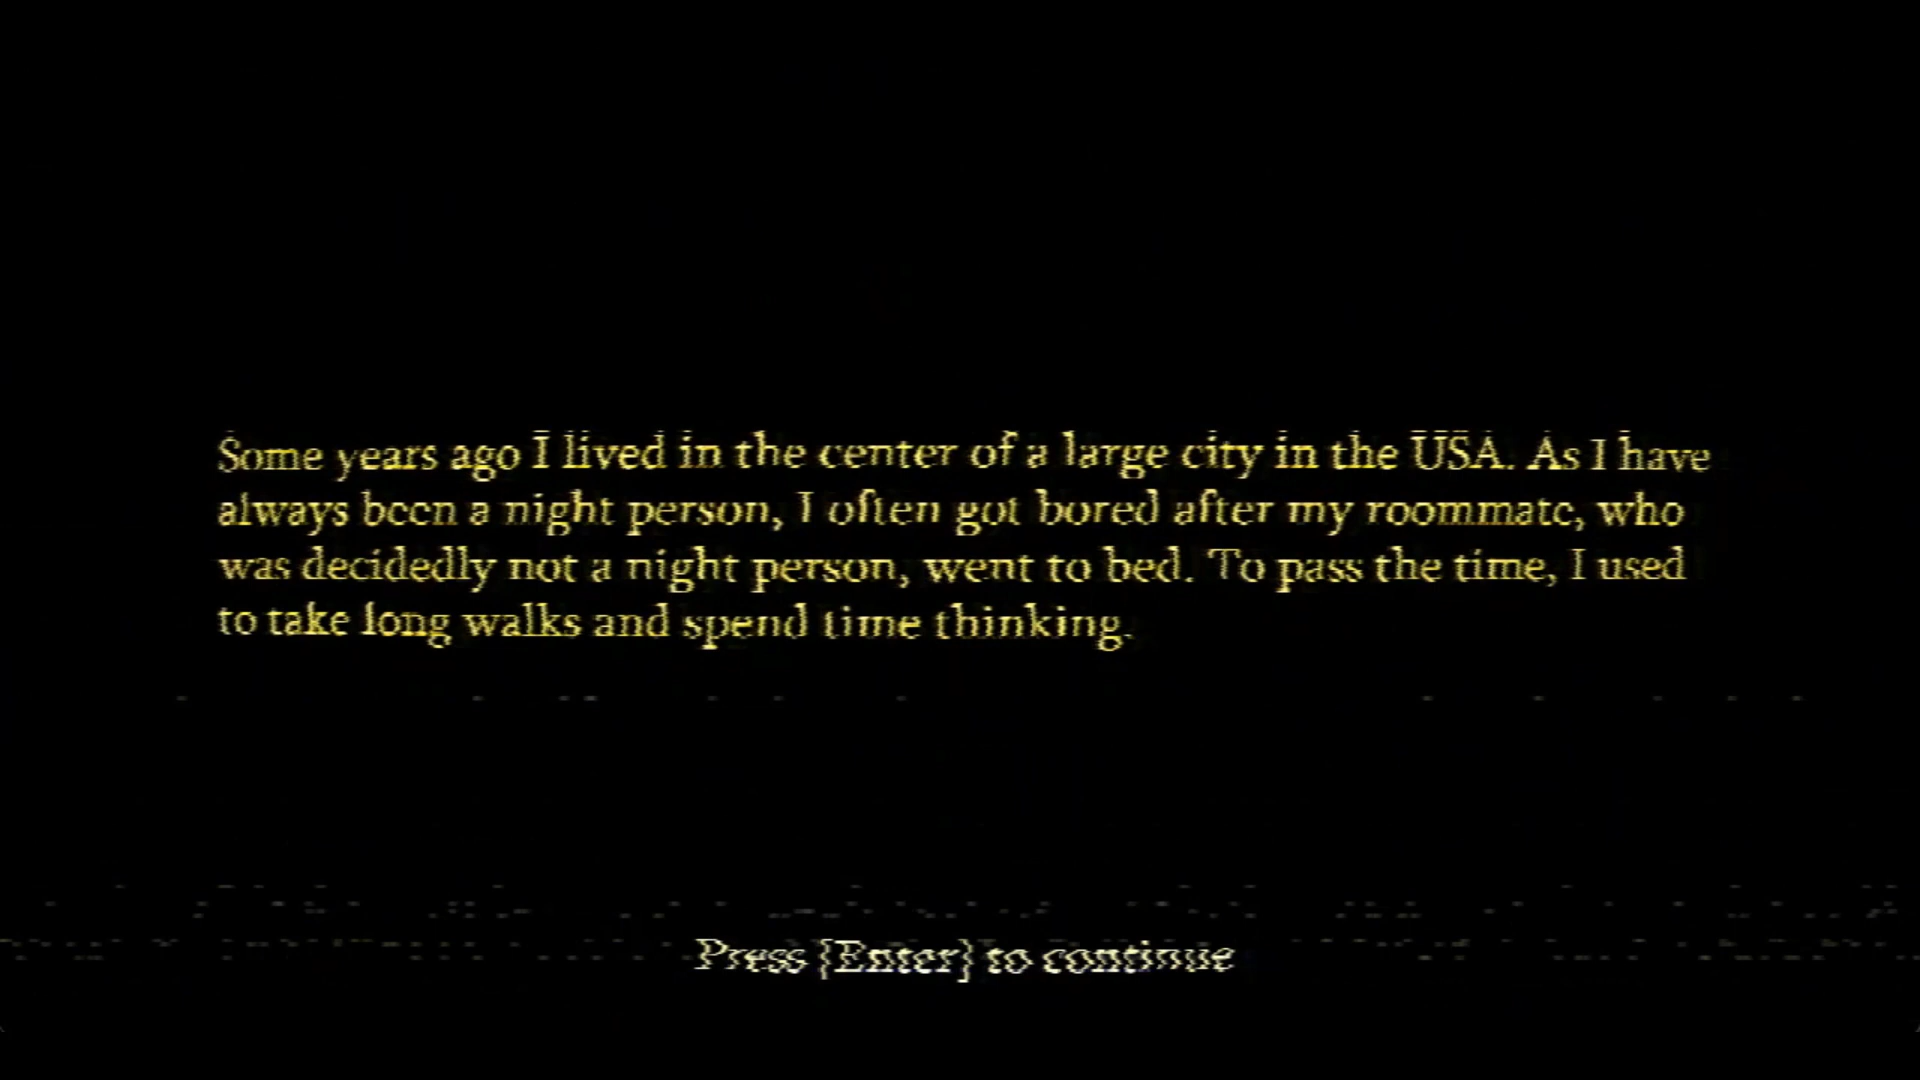 Some years ago I lived in the center of a large city in the USA. As I have
always been a night person, I often got bored after my roommate, who
was decidedly not a night person, went to bed. To pass the time, I used
to take long walks and spend time thinking.
Press {Enter} to continue